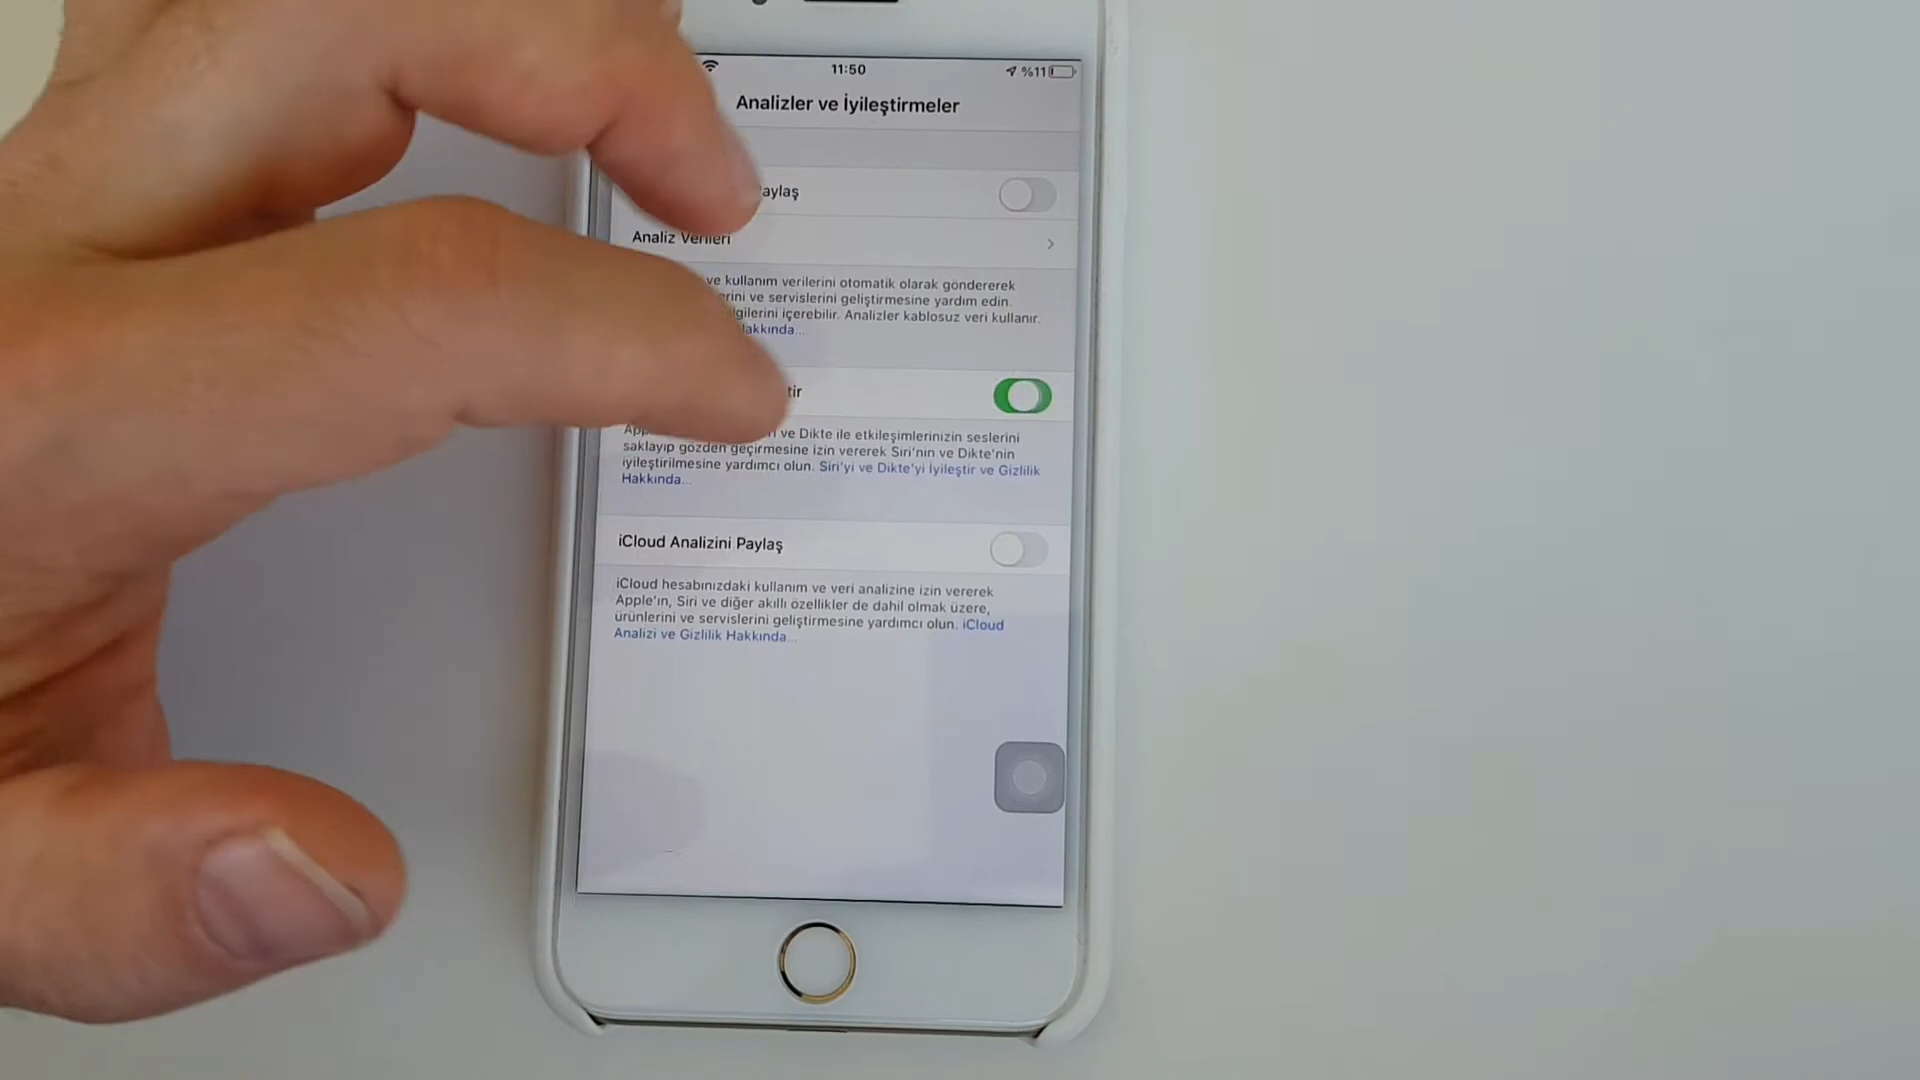 11:50
%11
Analizler ve İyileştirmeler
Paylaş
Analiz Verileri
ve kullanım verilerini otomatik olarak göndererek
servislerini geliştirmesine yardım edin.
içerebilir. Analizler kablosuz veri kullanır.
Hakkında...
ve Dikte ile etkileşimlerinizin seslerini
saklayıp gözden geçirmesine izin vererek Siri'nin ve Dikte'nin
iyileştirilmesine yardımcı olun. Siri'yi ve Dikte'yi İyileştir ve Gizlilik
Hakkında...
iCloud Analizini Paylaş
iCloud hesabınızdaki kullanım ve veri analizine izin vererek
Apple'ın, Siri ve diğer akıllı özellikler de dahil olmak üzere,
ürünlerini ve servislerini geliştirmesine yardımcı olun. iCloud
Analizi ve Gizlilik Hakkında...